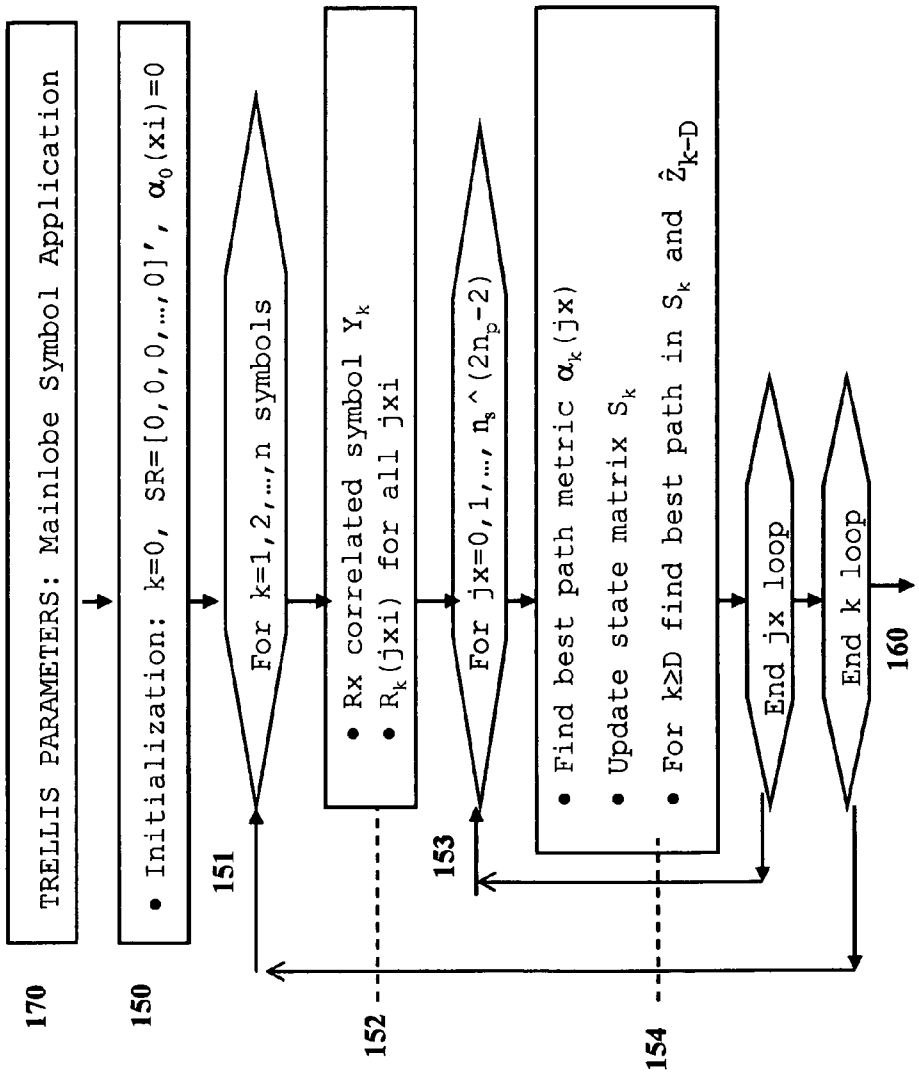 170
TRELLIS PARAMETERS: Mainlobe Symbol Application
150
• Initialization: k=0, SR=[0,0,0,…,0]', α₀(xi)=0
151
For k=1,2,…,n symbols
152
• Rx correlated symbol Yₖ
• Rₖ(jxi) for all jxi
153
For jx=0,1,…, nₛ^(2nₚ-2)
154
• Find best path metric αₖ(jx)
• Update state matrix Sₖ
• For k≥D find best path in Sₖ and Ẑₖ₋D
End jx loop
End k loop
160